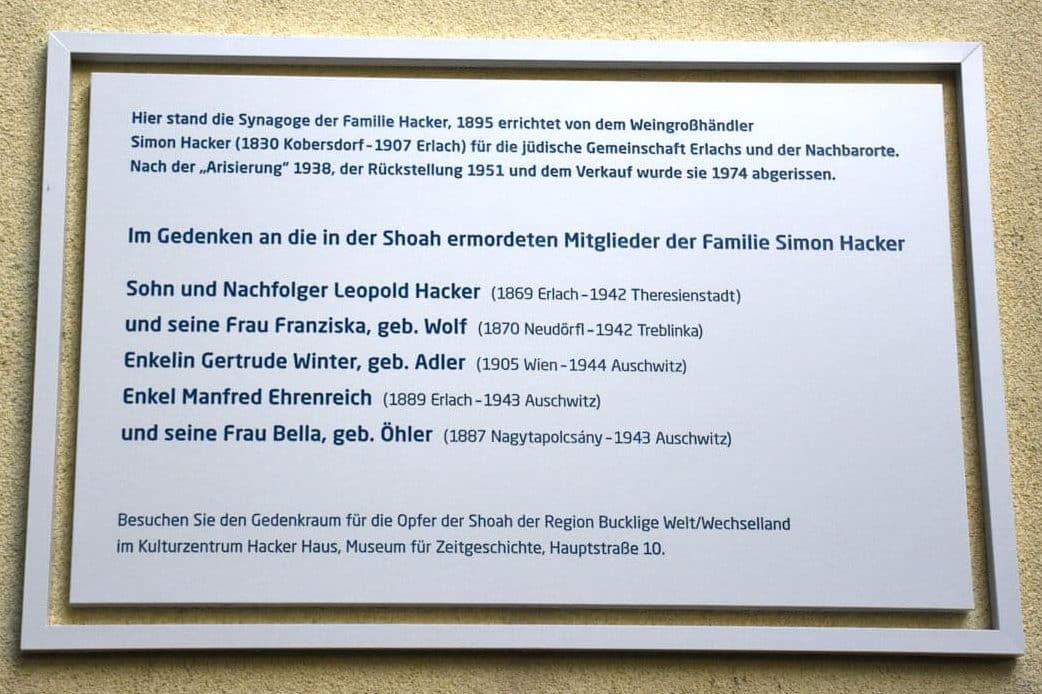 Hier stand die Synagoge der Familie Hacker, 1895 errichtet von dem Weingroßhändler
Simon Hacker (1830 Kobersdorf – 1907 Erlach) für die jüdische Gemeinschaft Erlachs und der Nachbarorte.
Nach der „Arisierung“ 1938, der Rückstellung 1951 und dem Verkauf wurde sie 1974 abgerissen.
Im Gedenken an die in der Shoah ermordeten Mitglieder der Familie Simon Hacker
Sohn und Nachfolger Leopold Hacker (1869 Erlach – 1942 Theresienstadt)
und seine Frau Franziska, geb. Wolf (1870 Neudörfl – 1942 Treblinka)
Enkelin Gertrude Winter, geb. Adler (1905 Wien – 1944 Auschwitz)
Enkel Manfred Ehrenreich (1889 Erlach – 1943 Auschwitz)
und seine Frau Bella, geb. Öhler (1887 Nagytapolcsány – 1943 Auschwitz)
Besuchen Sie den Gedenkraum für die Opfer der Shoah der Region Bucklige Welt/Wechselland
im Kulturzentrum Hacker Haus, Museum für Zeitgeschichte, Hauptstraße 10.